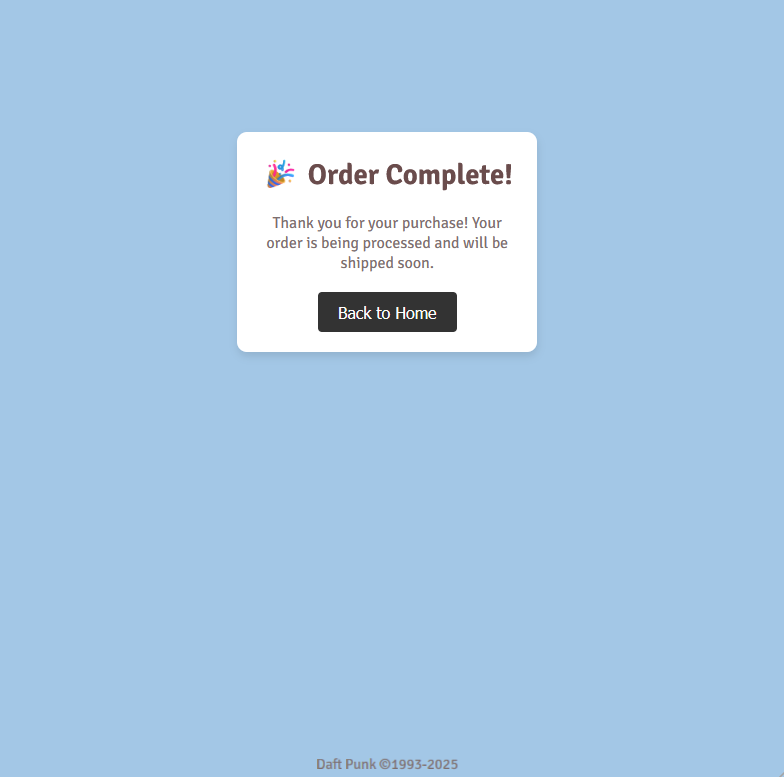 🎉 Order Complete!
Thank you for your purchase! Your
order is being processed and will be
shipped soon.
Back to Home
Daft Punk ©1993-2025